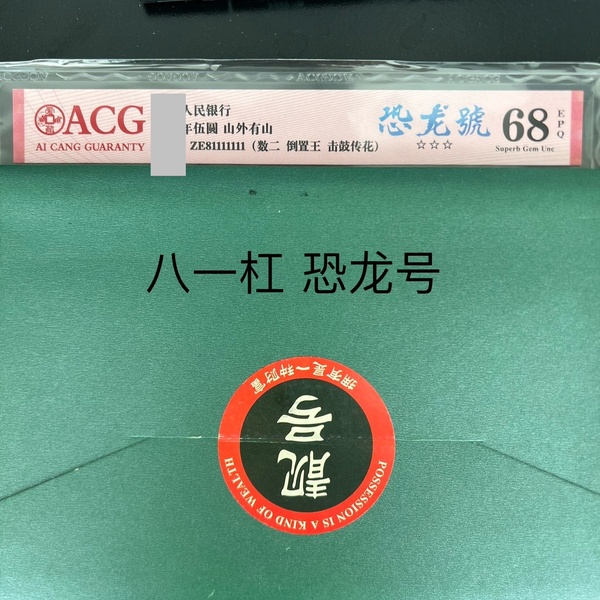 ACG
AI CANG GUARANTY
人民银行
年伍圆 山外有山
ZE81111111（数二 倒置王 击鼓传花）
恐龙號
☆☆☆
68
EPQ
Superb Gem Unc
八一杠 恐龙号
拥有是一种财富
靓号
POSSESSION IS A KIND OF WEALTH